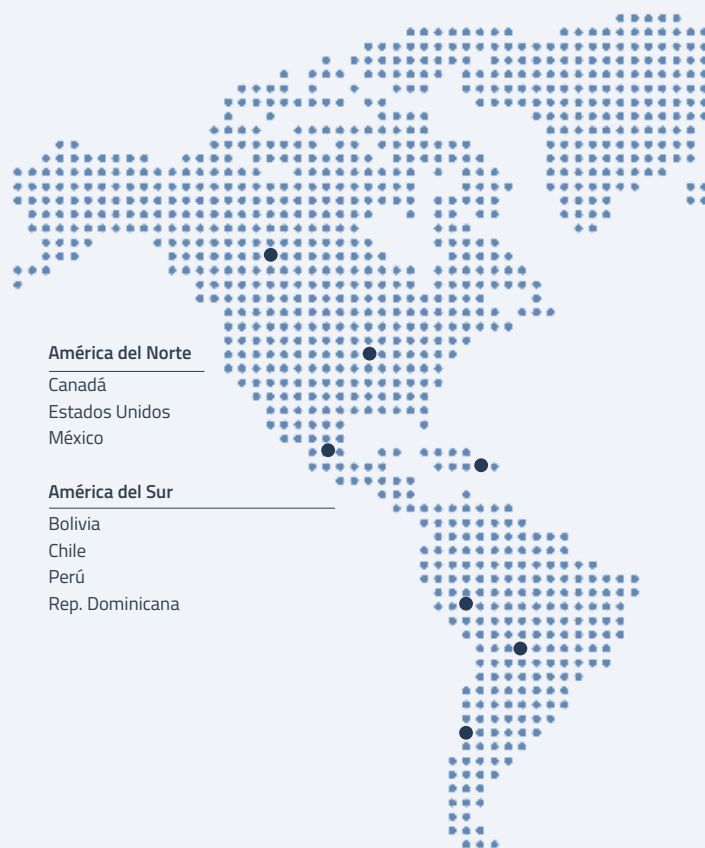 América del Norte
Canadá
Estados Unidos
México
América del Sur
Bolivia
Chile
Perú
Rep. Dominicana